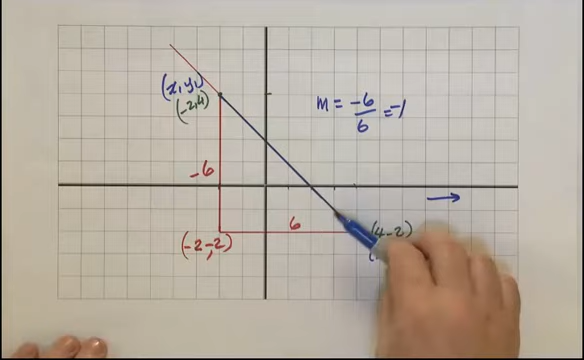 (x₁, y₁)
(-2, 4)
m = -6/6 = -1
-6
6
(-2, -2)
(4 -2)